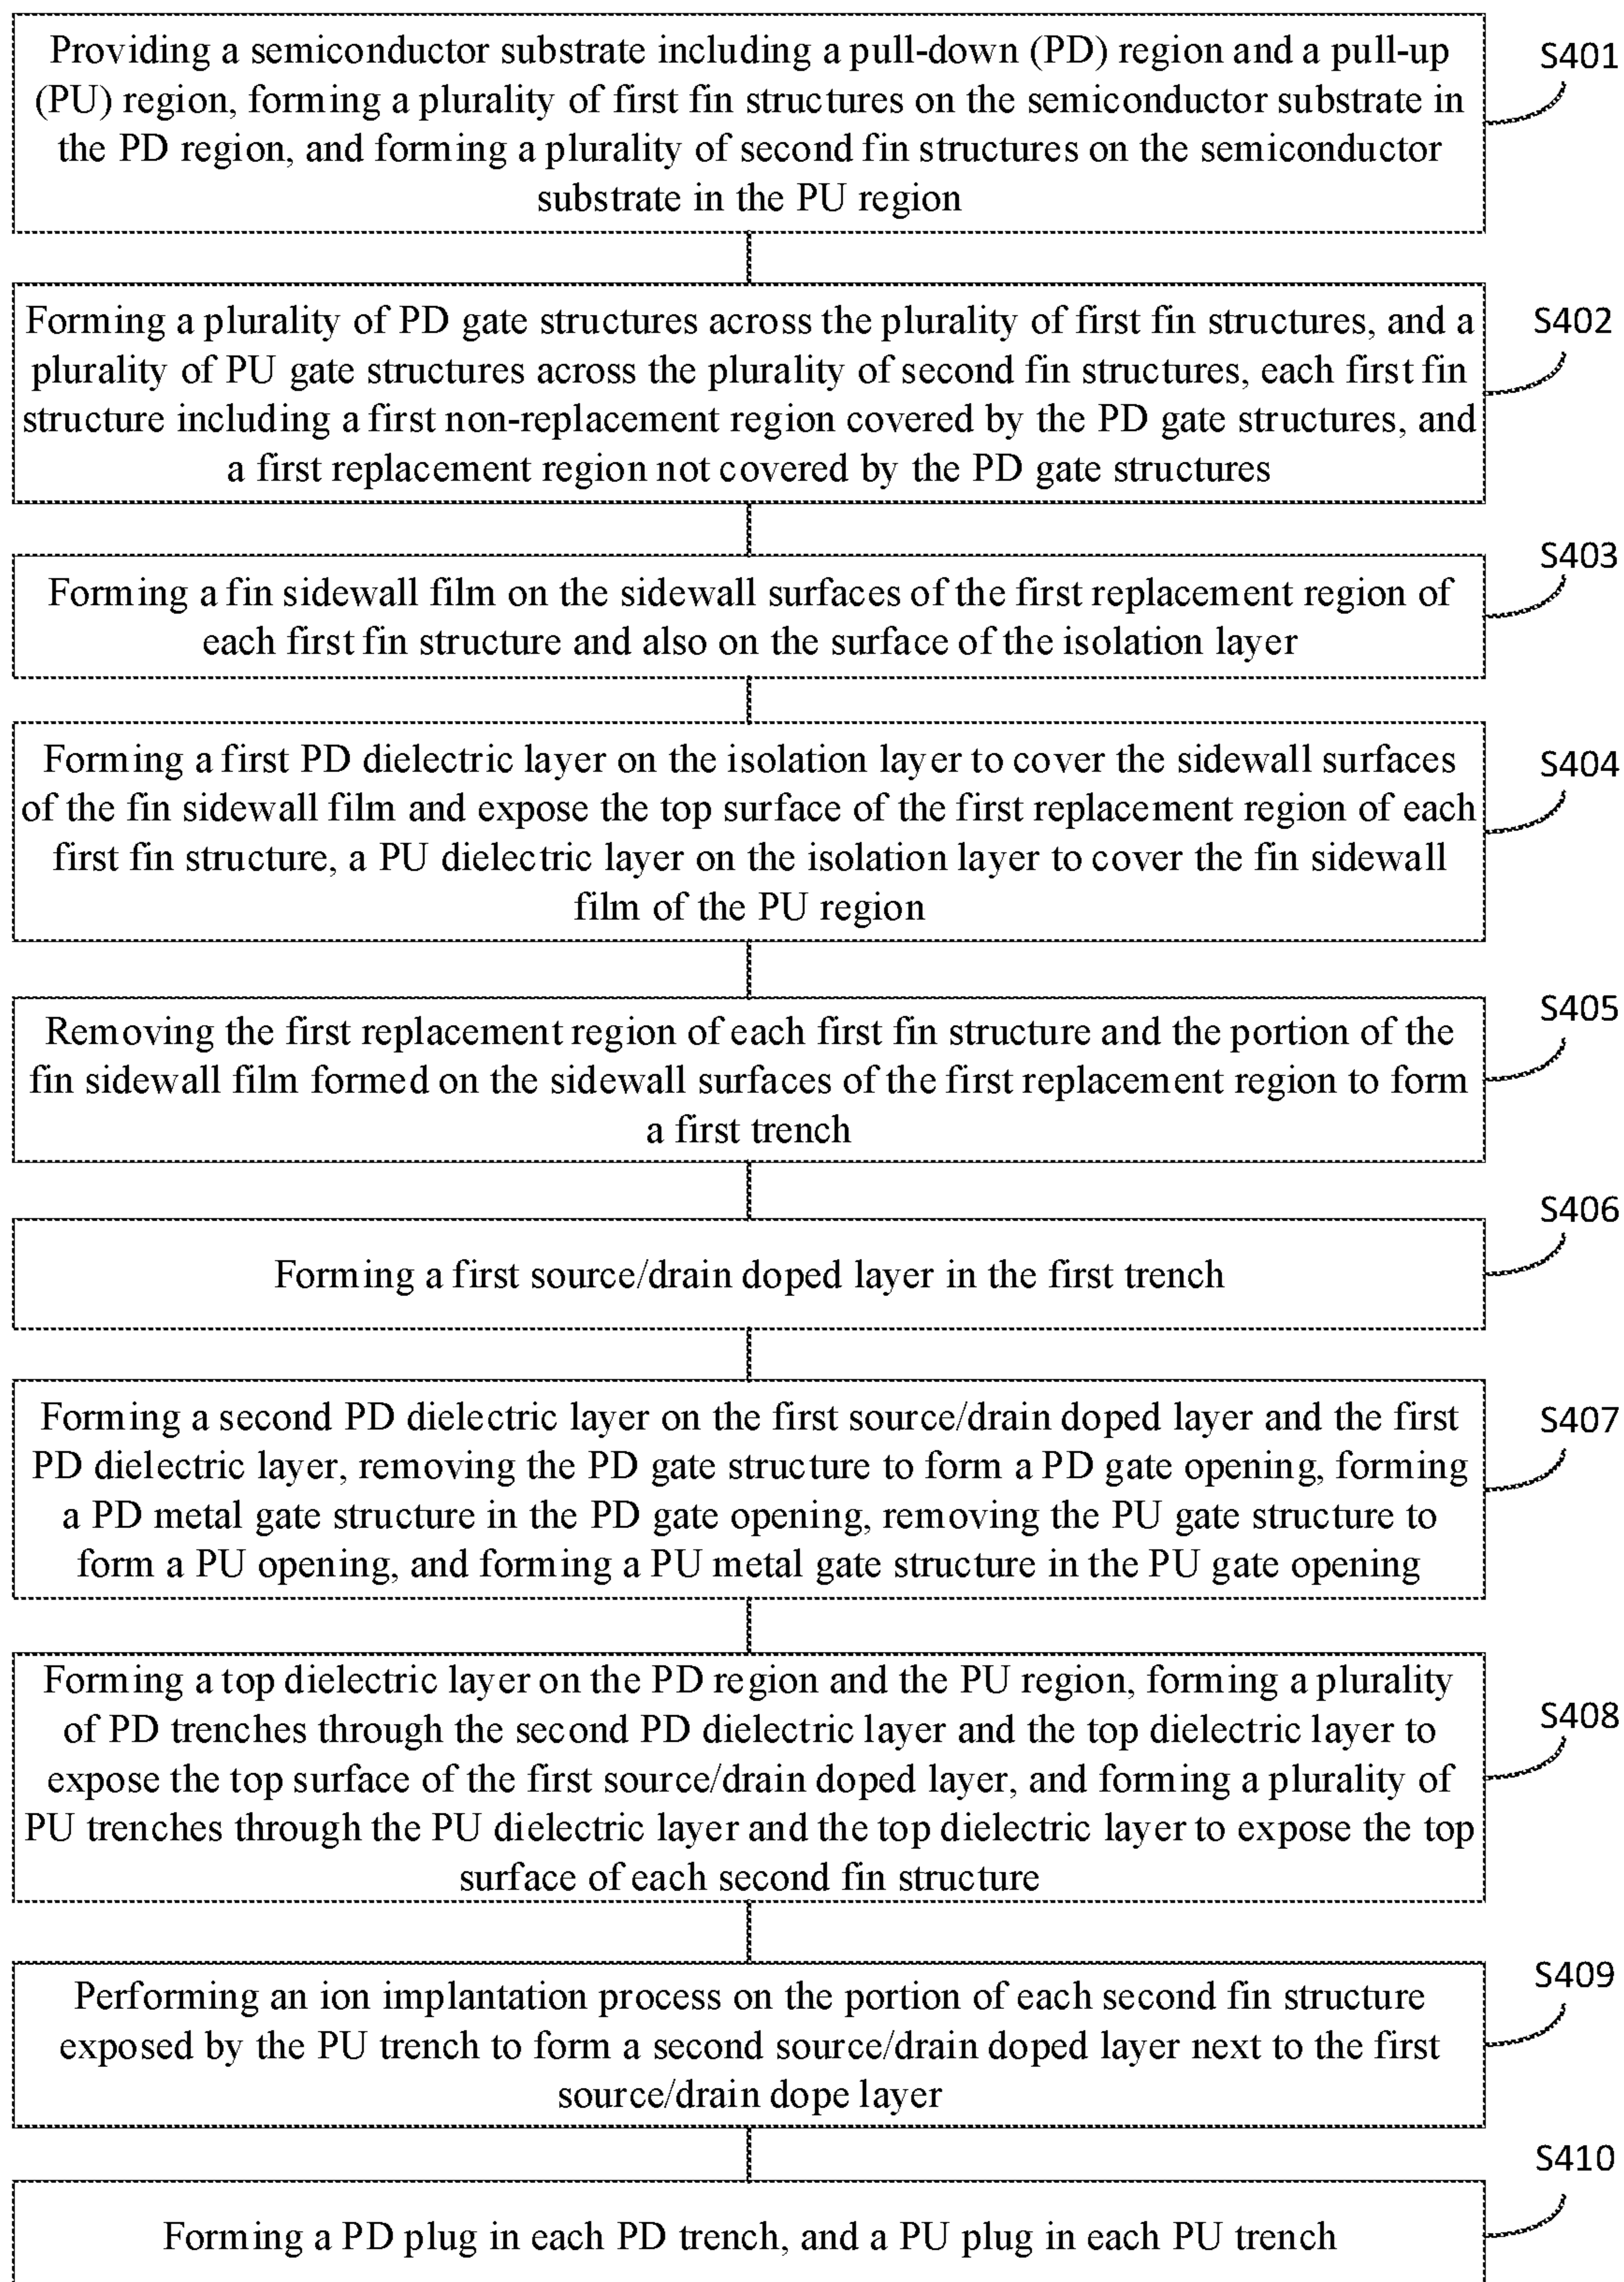 Providing a semiconductor substrate including a pull-down (PD) region and a pull-up
(PU) region, forming a plurality of first fin structures on the semiconductor substrate in
the PD region, and forming a plurality of second fin structures on the semiconductor
substrate in the PU region
S401
Forming a plurality of PD gate structures across the plurality of first fin structures, and a
plurality of PU gate structures across the plurality of second fin structures, each first fin
structure including a first non-replacement region covered by the PD gate structures, and
a first replacement region not covered by the PD gate structures
S402
Forming a fin sidewall film on the sidewall surfaces of the first replacement region of
each first fin structure and also on the surface of the isolation layer
S403
Forming a first PD dielectric layer on the isolation layer to cover the sidewall surfaces
of the fin sidewall film and expose the top surface of the first replacement region of each
first fin structure, a PU dielectric layer on the isolation layer to cover the fin sidewall
film of the PU region
S404
Removing the first replacement region of each first fin structure and the portion of the
fin sidewall film formed on the sidewall surfaces of the first replacement region to form
a first trench
S405
Forming a first source/drain doped layer in the first trench
S406
Forming a second PD dielectric layer on the first source/drain doped layer and the first
PD dielectric layer, removing the PD gate structure to form a PD gate opening, forming
a PD metal gate structure in the PD gate opening, removing the PU gate structure to
form a PU opening, and forming a PU metal gate structure in the PU gate opening
S407
Forming a top dielectric layer on the PD region and the PU region, forming a plurality
of PD trenches through the second PD dielectric layer and the top dielectric layer to
expose the top surface of the first source/drain doped layer, and forming a plurality of
PU trenches through the PU dielectric layer and the top dielectric layer to expose the top
surface of each second fin structure
S408
Performing an ion implantation process on the portion of each second fin structure
exposed by the PU trench to form a second source/drain doped layer next to the first
source/drain dope layer
S409
Forming a PD plug in each PD trench, and a PU plug in each PU trench
S410